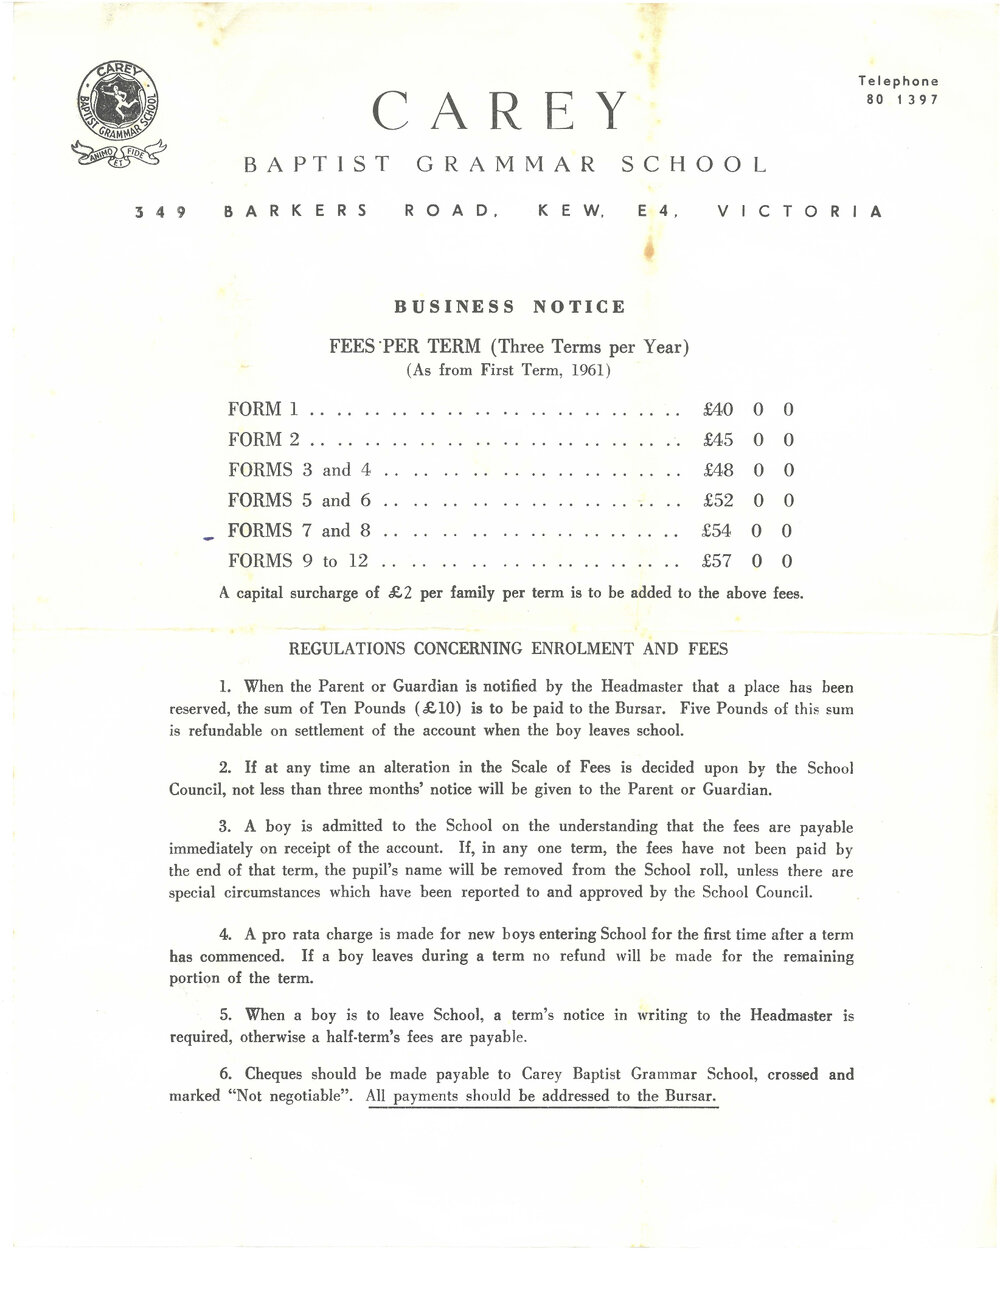 CAREY
BAPTIST GRAMMAR SCHOOL
ANIMO ET FIDE
Telephone
80 1397
CAREY
BAPTIST GRAMMAR SCHOOL
349 BARKERS ROAD, KEW, E4, VICTORIA
BUSINESS NOTICE
FEES PER TERM (Three Terms per Year)
(As from First Term, 1961)
FORM 1 . . . . . . . . . . . . . . . . . . . . . . . . . . . . £40 0 0
FORM 2 . . . . . . . . . . . . . . . . . . . . . . . . . . . . £45 0 0
FORMS 3 and 4 . . . . . . . . . . . . . . . . . . . . . . £48 0 0
FORMS 5 and 6 . . . . . . . . . . . . . . . . . . . . . . £52 0 0
FORMS 7 and 8 . . . . . . . . . . . . . . . . . . . . . . £54 0 0
FORMS 9 to 12 . . . . . . . . . . . . . . . . . . . . . . £57 0 0
A capital surcharge of £2 per family per term is to be added to the above fees.
REGULATIONS CONCERNING ENROLMENT AND FEES
1. When the Parent or Guardian is notified by the Headmaster that a place has been
reserved, the sum of Ten Pounds (£10) is to be paid to the Bursar. Five Pounds of this sum
is refundable on settlement of the account when the boy leaves school.
2. If at any time an alteration in the Scale of Fees is decided upon by the School
Council, not less than three months' notice will be given to the Parent or Guardian.
3. A boy is admitted to the School on the understanding that the fees are payable
immediately on receipt of the account. If, in any one term, the fees have not been paid by
the end of that term, the pupil's name will be removed from the School roll, unless there are
special circumstances which have been reported to and approved by the School Council.
4. A pro rata charge is made for new boys entering School for the first time after a term
has commenced. If a boy leaves during a term no refund will be made for the remaining
portion of the term.
5. When a boy is to leave School, a term's notice in writing to the Headmaster is
required, otherwise a half-term's fees are payable.
6. Cheques should be made payable to Carey Baptist Grammar School, crossed and
marked “Not negotiable”. All payments should be addressed to the Bursar.